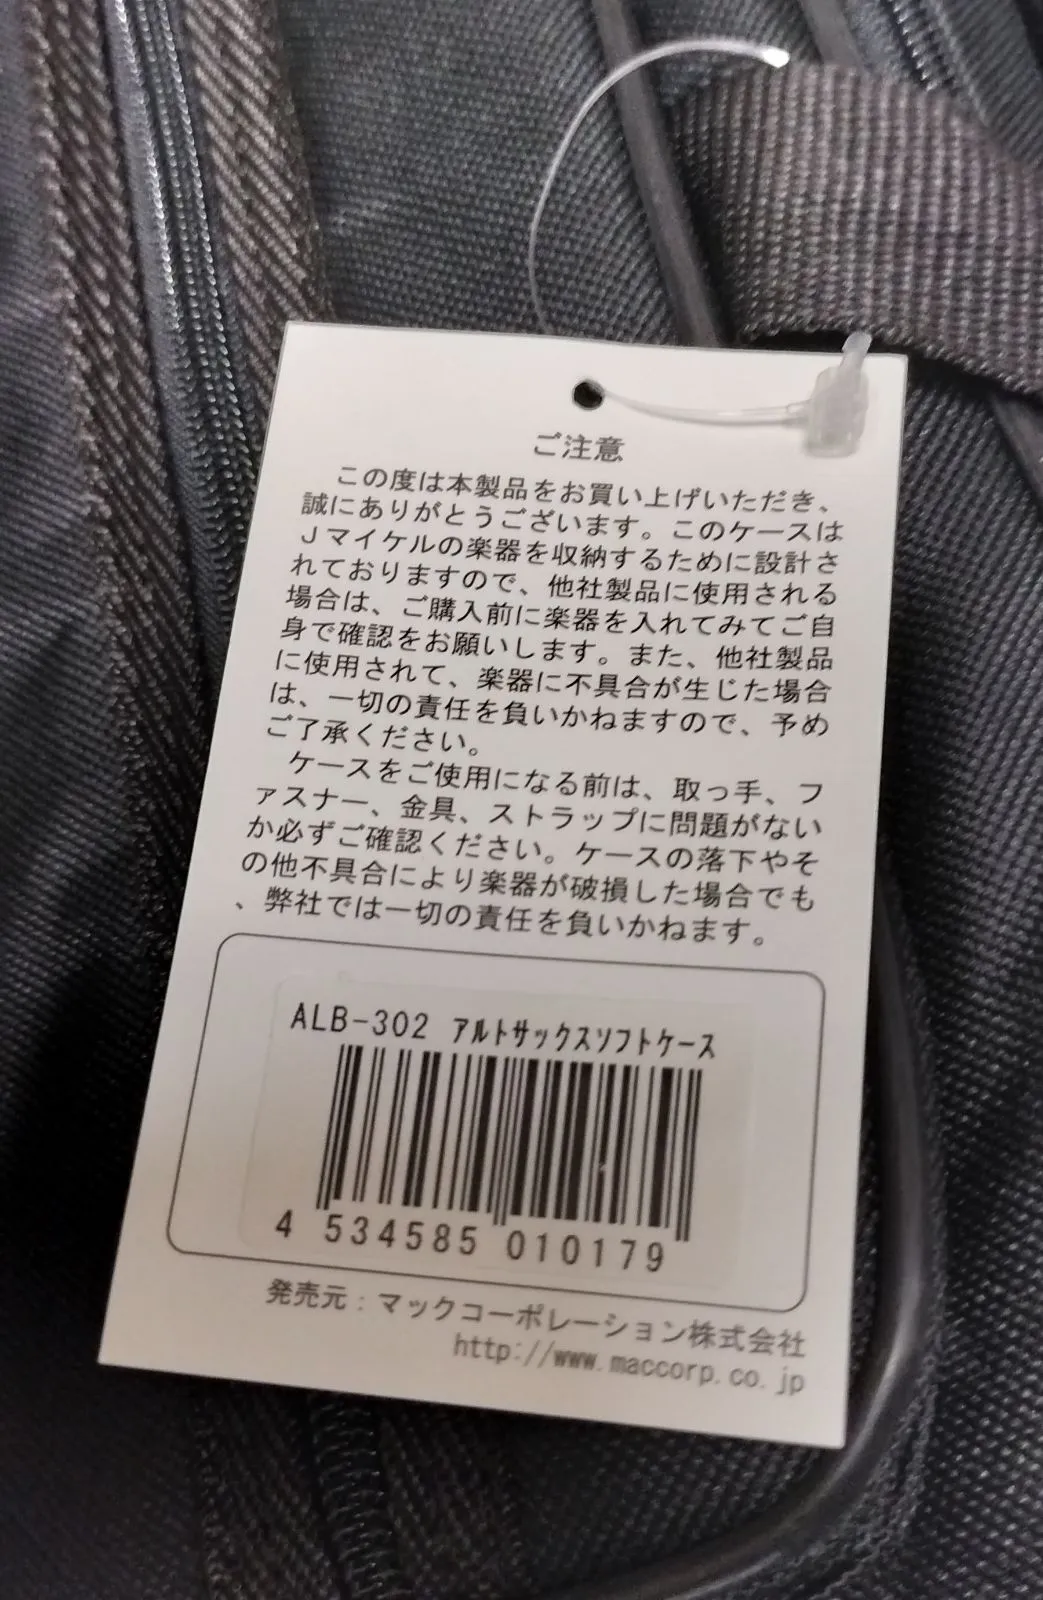 ご注意
この度は本製品をお買い上げいただき、
誠にありがとうございます。このケースは
Jマイケルの楽器を収納するために設計さ
れておりますので、他社製品に使用される
場合は、ご購入前に楽器を入れてみてご自
身で確認をお願いします。また、他社製品
に使用されて、楽器に不具合が生じた場合
は、一切の責任を負いかねますので、予め
ご了承ください。
ケースをご使用になる前は、取っ手、フ
ァスナー、金具、ストラップに問題がない
か必ずご確認ください。ケースの落下やそ
の他不具合により楽器が破損した場合でも
、弊社では一切の責任を負いかねます。
ALB-302 アルトサックスソフトケース
4 534585 010179
発売元:マックコーポレーション株式会社
http://www.maccorp.co.jp